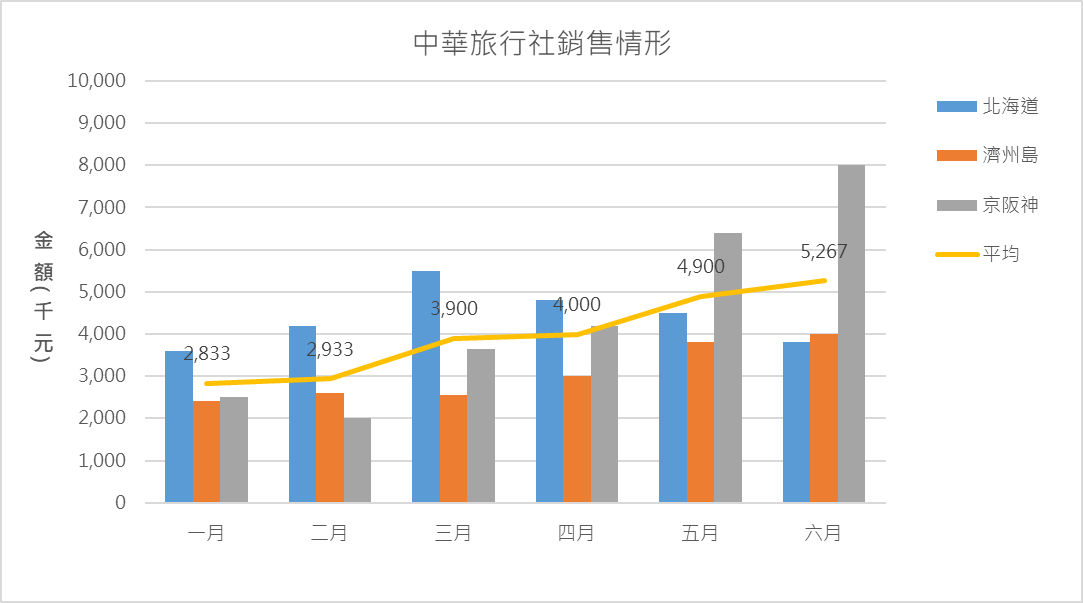 中華旅行社銷售情形
10,000
9,000
8,000
7,000
6,000
5,000
4,000
3,000
2,000
1,000
0
金額(千元)
2,833
2,933
3,900
4,000
4,900
5,267
一月
二月
三月
四月
五月
六月
北海道
濟州島
京阪神
平均